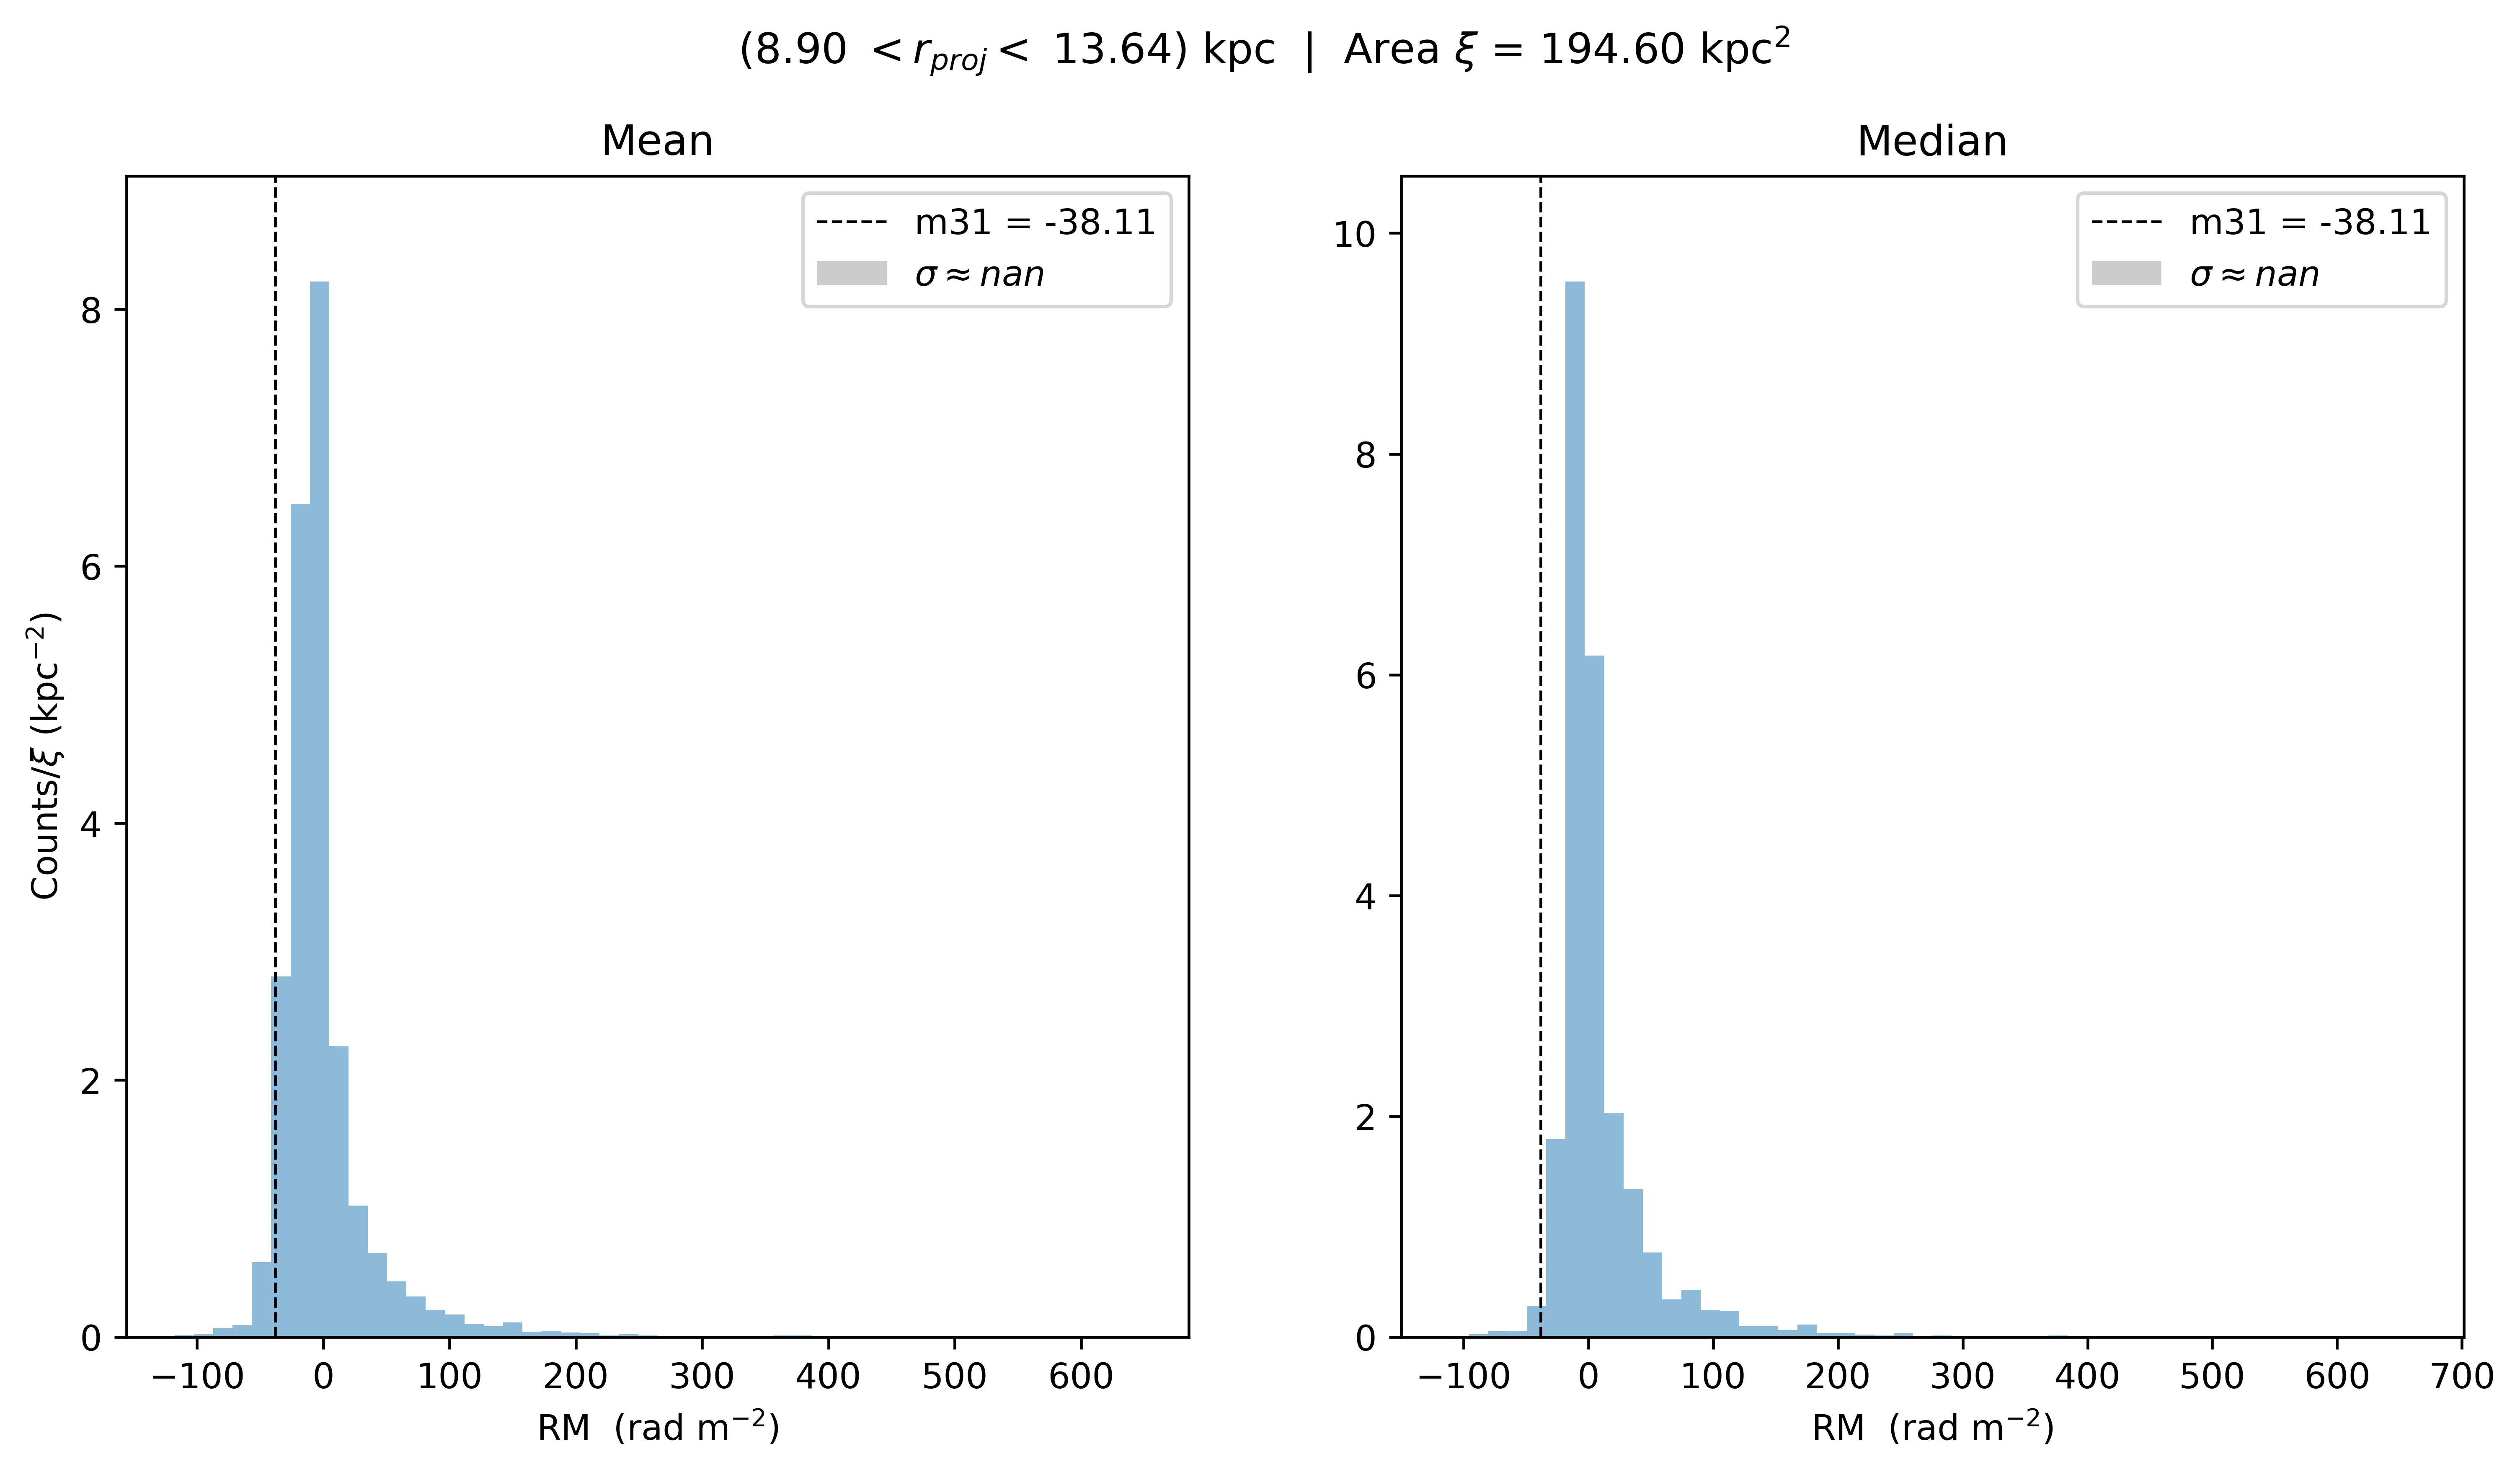 (8.90 < r_proj < 13.64) kpc | Area ξ = 194.60 kpc²
Mean
m31 = -38.11
σ ≈ nan
8
6
4
2
0
Counts/ξ (kpc⁻²)
−100 0 100 200 300 400 500 600
RM (rad m⁻²)
Median
m31 = -38.11
σ ≈ nan
10
8
6
4
2
0
−100 0 100 200 300 400 500 600 700
RM (rad m⁻²)